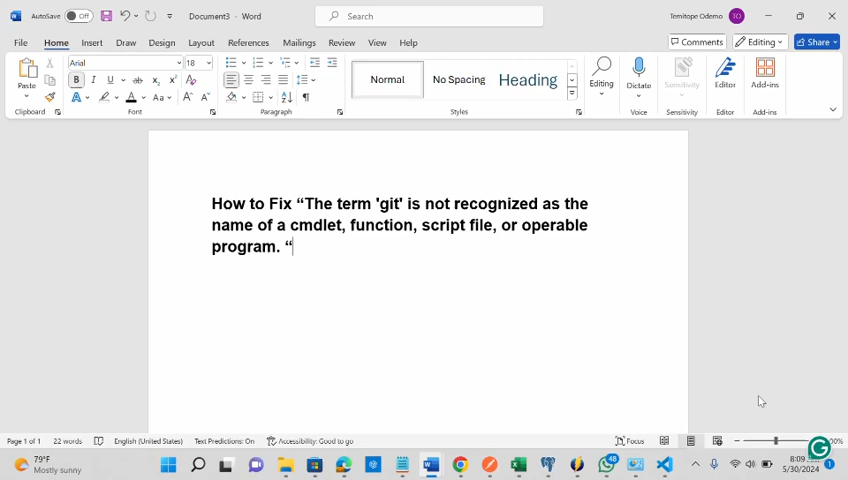 AutoSave Off Document3 - Word Search Temitope Odemo TO
File Home Insert Draw Design Layout References Mailings Review View Help Comments Editing Share
Arial 18
Paste B I U ab x₂ x² A Aa A A A Normal No Spacing Heading Editing Dictate Sensitivity Editor Add-ins
Clipboard Font Paragraph Styles Voice Sensitivity Editor Add-ins
How to Fix “The term 'git' is not recognized as the
name of a cmdlet, function, script file, or operable
program. “
Page 1 of 1 22 words English (United States) Text Predictions: On Accessibility: Good to go Focus
79°F
Mostly sunny
48
8:09
5/30/2024